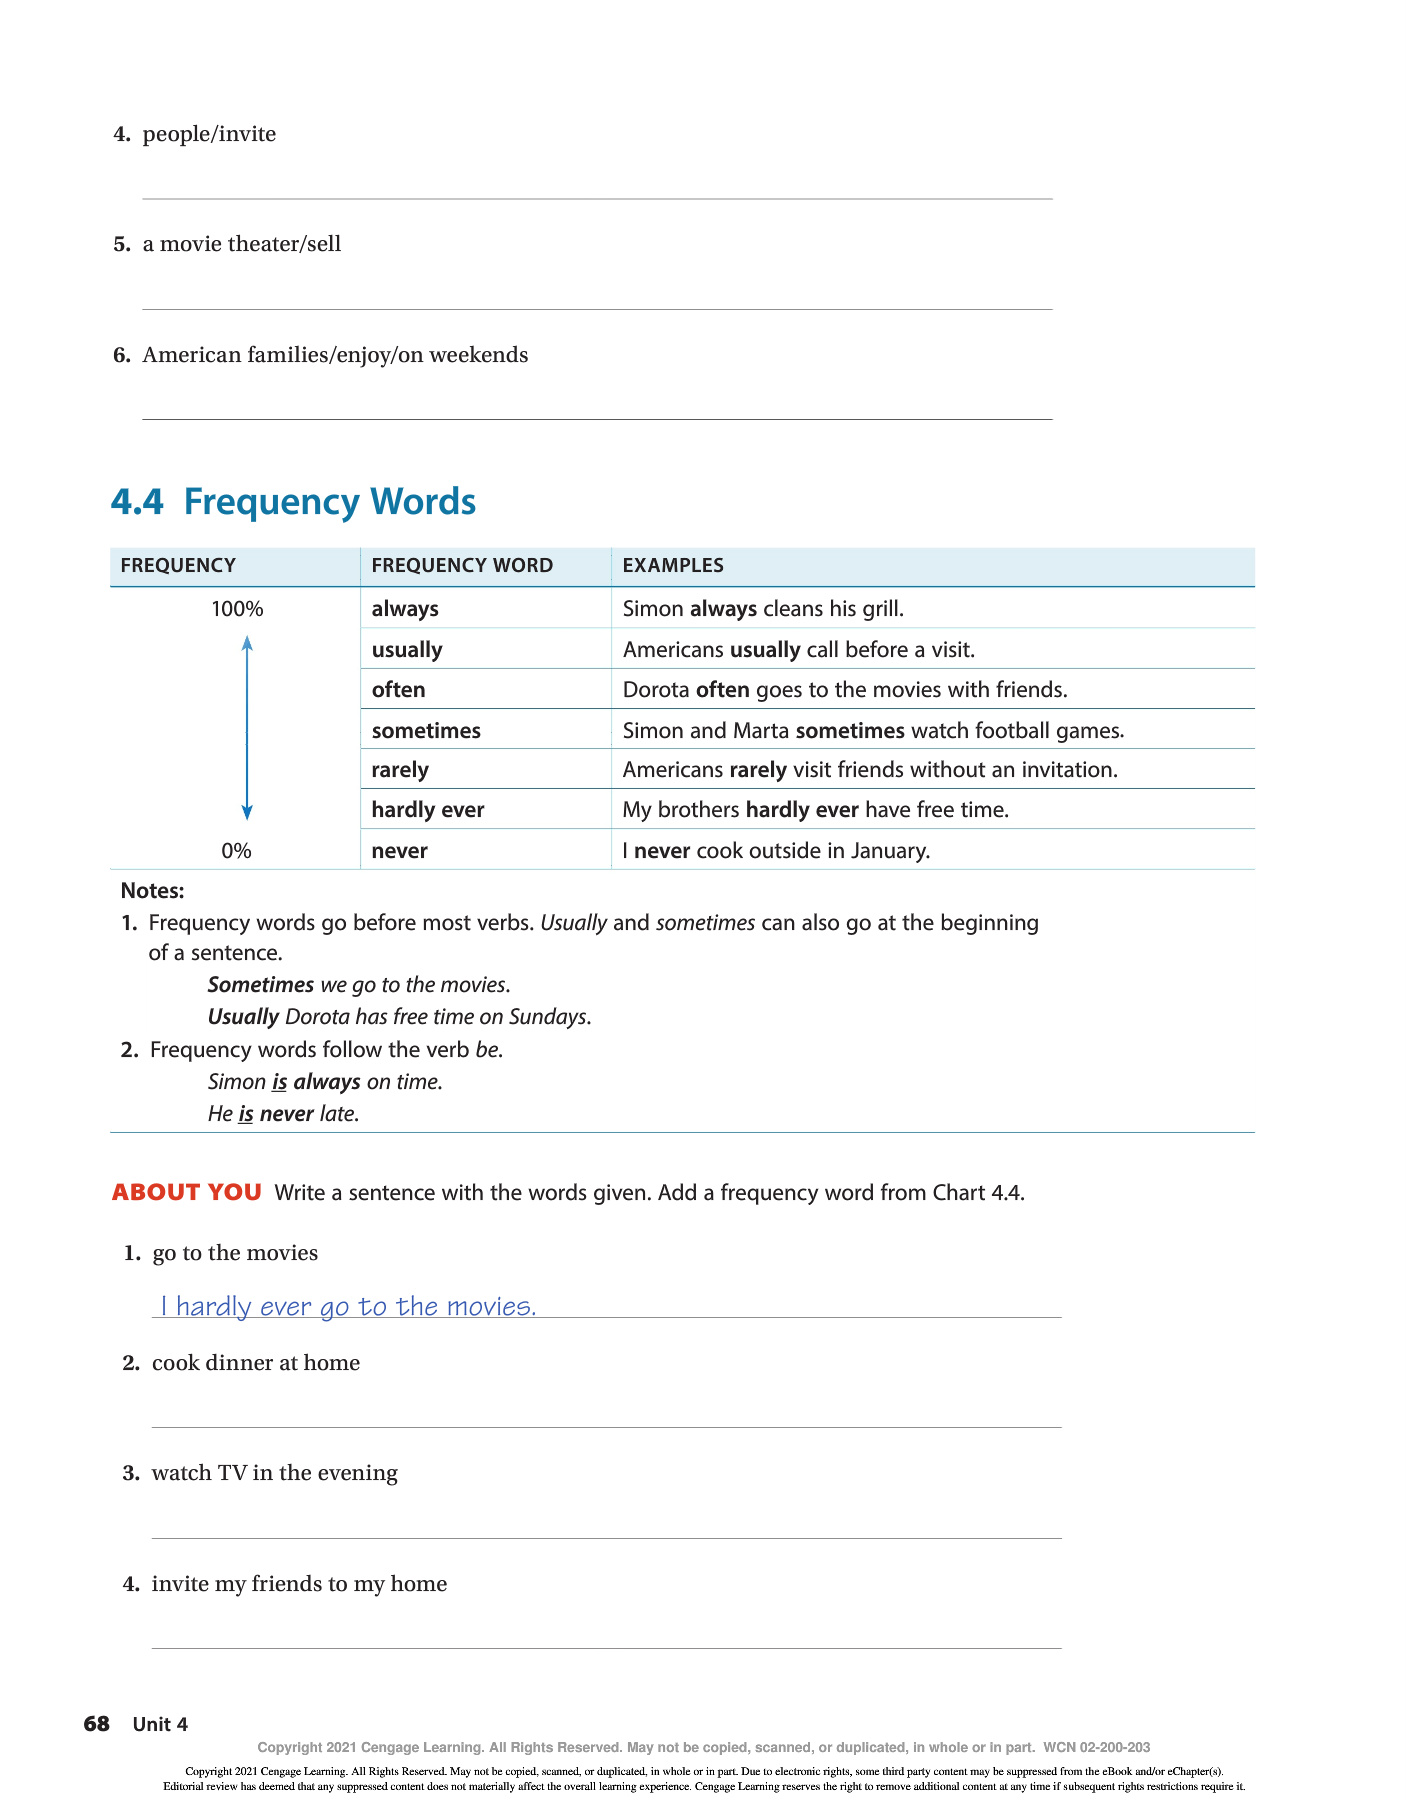 4. people/invite
5. a movie theater/sell
6. American families/enjoy/on weekends
4.4 Frequency Words
FREQUENCY FREQUENCY WORD EXAMPLES
100% always Simon always cleans his grill.
usually Americans usually call before a visit.
often Dorota often goes to the movies with friends.
sometimes Simon and Marta sometimes watch football games.
rarely Americans rarely visit friends without an invitation.
hardly ever My brothers hardly ever have free time.
0% never I never cook outside in January.
Notes:
1. Frequency words go before most verbs. Usually and sometimes can also go at the beginning
of a sentence.
Sometimes we go to the movies.
Usually Dorota has free time on Sundays.
2. Frequency words follow the verb be.
Simon is always on time.
He is never late.
ABOUT YOU Write a sentence with the words given. Add a frequency word from Chart 4.4.
1. go to the movies
I hardly ever go to the movies.
2. cook dinner at home
3. watch TV in the evening
4. invite my friends to my home
68 Unit 4
Copyright 2021 Cengage Learning. All Rights Reserved. May not be copied, scanned, or duplicated, in whole or in part. WCN 02-200-203
Copyright 2021 Cengage Learning. All Rights Reserved. May not be copied, scanned, or duplicated, in whole or in part. Due to electronic rights, some third party content may be suppressed from the eBook and/or eChapter(s).
Editorial review has deemed that any suppressed content does not materially affect the overall learning experience. Cengage Learning reserves the right to remove additional content at any time if subsequent rights restrictions require it.